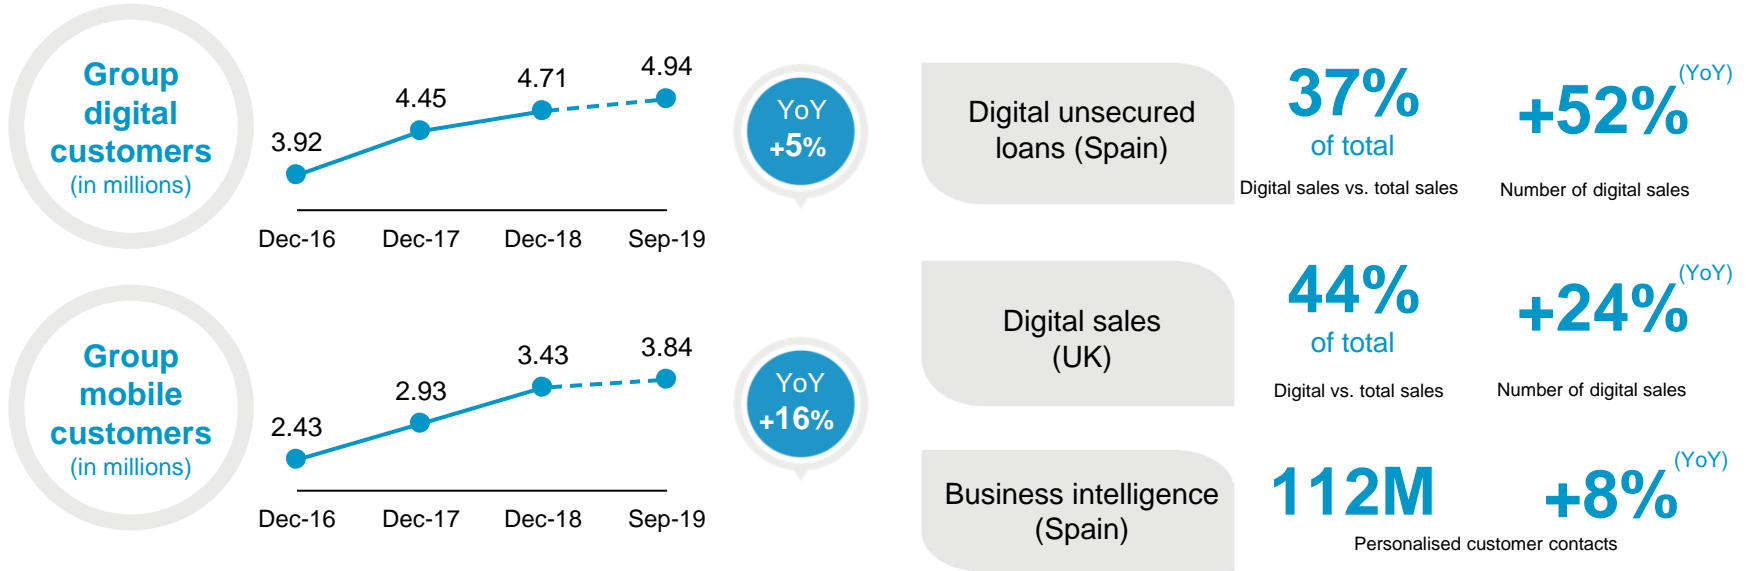 Group
digital
customers
(in millions)
3.92
4.45
4.71
4.94
Dec-16
Dec-17
Dec-18
Sep-19
YoY
+5%
Group
mobile
customers
(in millions)
2.43
2.93
3.43
3.84
Dec-16
Dec-17
Dec-18
Sep-19
YoY
+16%
Digital unsecured
loans (Spain)
37%
of total
Digital sales vs. total sales
+52%
(YoY)
Number of digital sales
Digital sales
(UK)
44%
of total
Digital vs. total sales
+24%
(YoY)
Number of digital sales
Business intelligence
(Spain)
112M
+8%
(YoY)
Personalised customer contacts